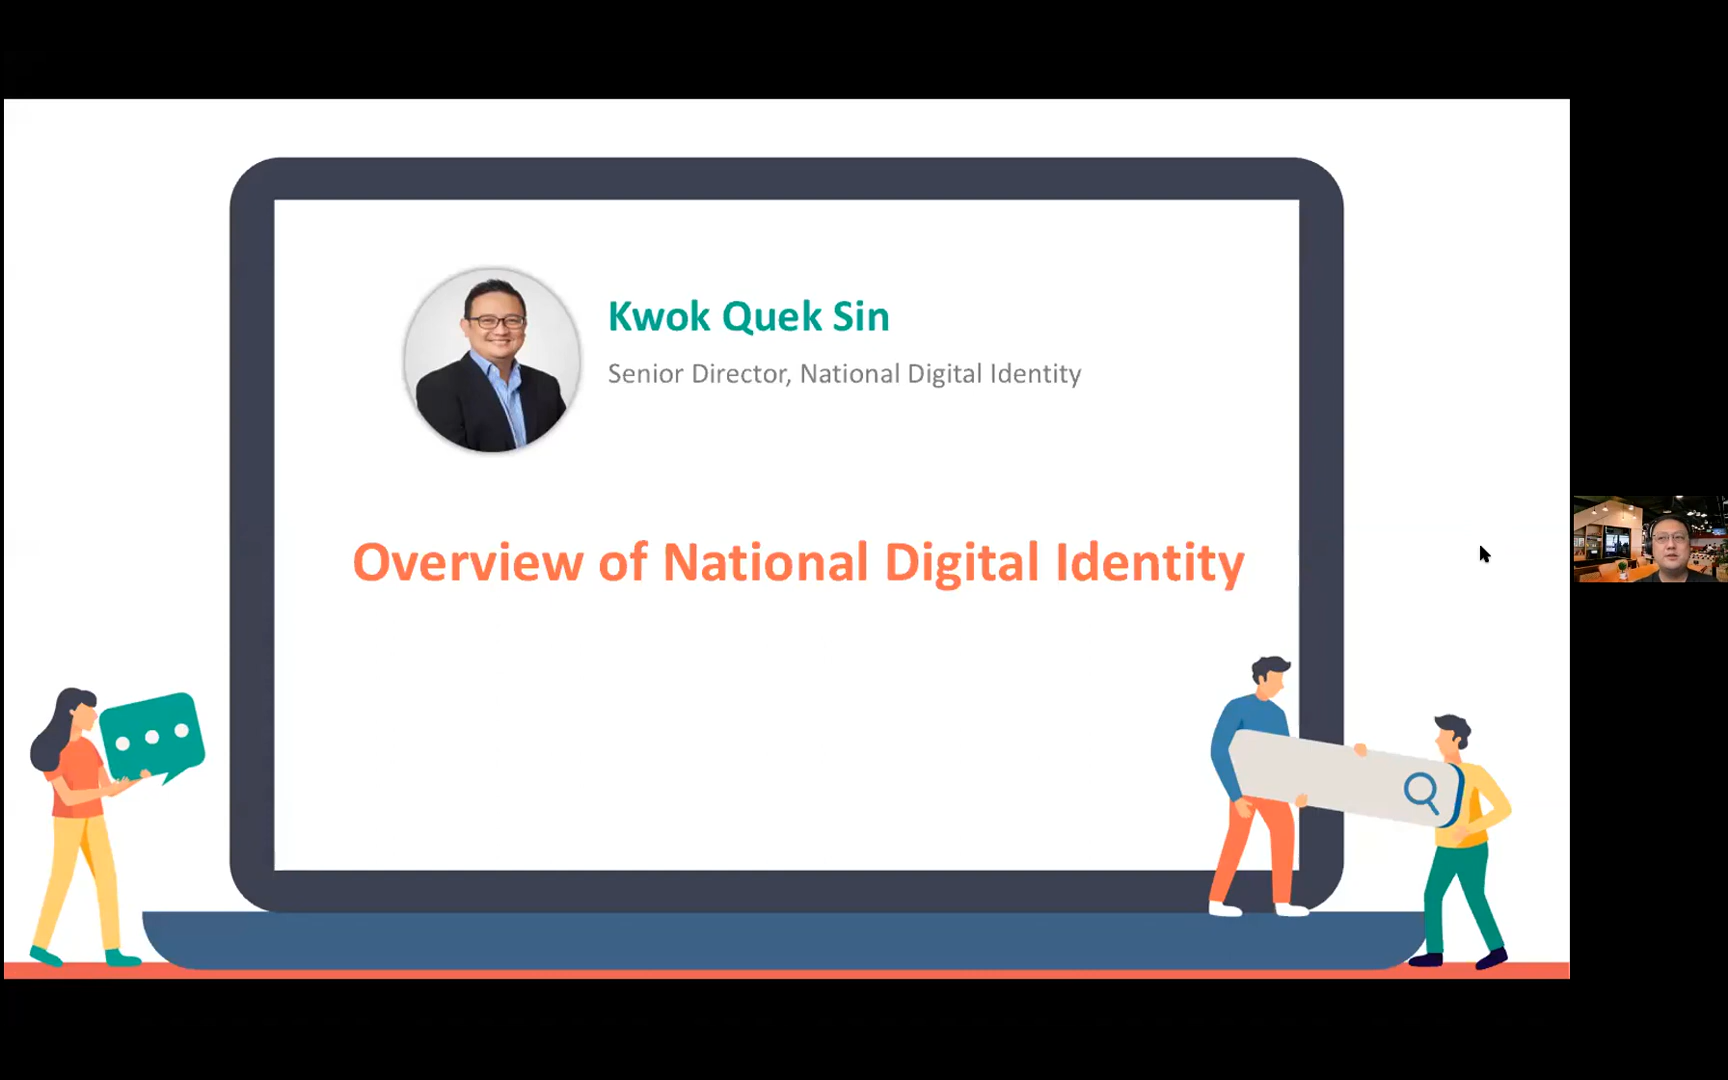 Kwok Quek Sin
Senior Director, National Digital Identity
Overview of National Digital Identity